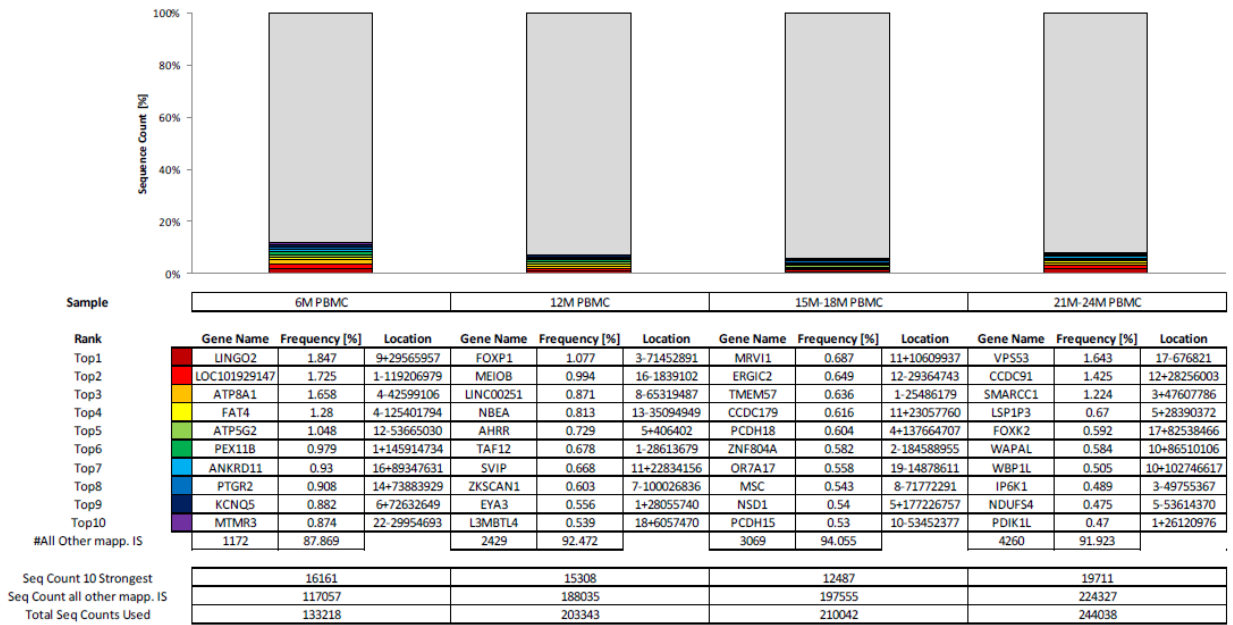 100%
80%
60%
40%
20%
0%
Sequence Count [%]
Sample 6M PBMC 12M PBMC 15M-18M PBMC 21M-24M PBMC
Rank Gene Name Frequency [%] Location Gene Name Frequency [%] Location Gene Name Frequency [%] Location Gene Name Frequency [%] Location
Top1 LINGO2 1.847 9+29565957 FOXP1 1.077 3-71452891 MRVI1 0.687 11+10609937 VPS53 1.643 17-676821
Top2 LOC101929147 1.725 1-119206979 MEIOB 0.994 16-1839102 ERGIC2 0.649 12-29364743 CCDC91 1.425 12+28256003
Top3 ATP8A1 1.658 4-42599106 LINC00251 0.871 8-65319487 TMEM57 0.636 1-25486179 SMARCC1 1.224 3+47607786
Top4 FAT4 1.28 4-125401794 NBEA 0.813 13-35094949 CCDC179 0.616 11+23057760 LSP1P3 0.67 5+28390372
Top5 ATP5G2 1.048 12-53665030 AHRR 0.729 5+406402 PCDH18 0.604 4+137664707 FOXK2 0.592 17+82538466
Top6 PEX11B 0.979 1+145914734 TAF12 0.678 1-28613679 ZNF804A 0.582 2-184588955 WAPAL 0.584 10+86510106
Top7 ANKRD11 0.93 16+89347631 SVIP 0.668 11+22834156 OR7A17 0.558 19-14878611 WBP1L 0.505 10+102746617
Top8 PTGR2 0.908 14+73883929 ZKSCAN1 0.603 7-100026836 MSC 0.543 8-71772291 IP6K1 0.489 3-49755367
Top9 KCNQ5 0.882 6+72632649 EYA3 0.556 1+28055740 NSD1 0.54 5+177226757 NDUFS4 0.475 5-53614370
Top10 MTMR3 0.874 22-29954693 L3MBTL4 0.539 18+6057470 PCDH15 0.53 10-53452377 PDIK1L 0.47 1+26120976
#All Other mapp. IS 1172 87.869 2429 92.472 3069 94.055 4260 91.923
Seq Count 10 Strongest 16161 15308 12487 19711
Seq Count all other mapp. IS 117057 188035 197555 224327
Total Seq Counts Used 133218 203343 210042 244038